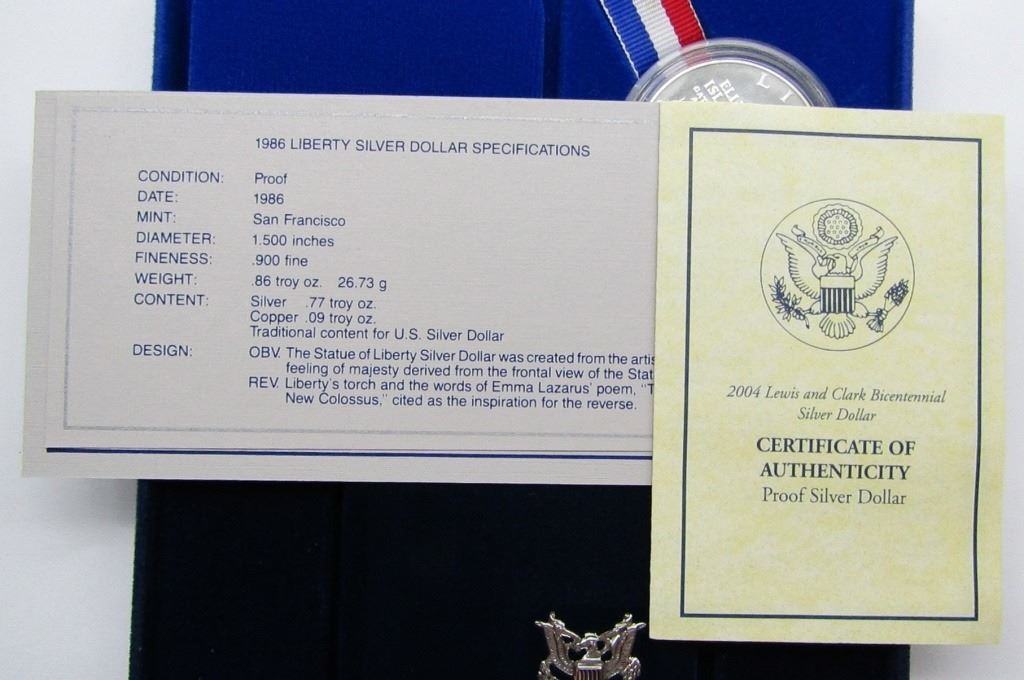 1986 LIBERTY SILVER DOLLAR SPECIFICATIONS
CONDITION: Proof
DATE: 1986
MINT: San Francisco
DIAMETER: 1.500 inches
FINENESS: .900 fine
WEIGHT: .86 troy oz. 26.73 g
CONTENT: Silver .77 troy oz.
Copper .09 troy oz.
Traditional content for U.S. Silver Dollar
DESIGN: OBV. The Statue of Liberty Silver Dollar was created from the artis
feeling of majesty derived from the frontal view of the Stat
REV. Liberty's torch and the words of Emma Lazarus' poem, "T
New Colossus," cited as the inspiration for the reverse.
LI
2004 Lewis and Clark Bicentennial
Silver Dollar
CERTIFICATE OF
AUTHENTICITY
Proof Silver Dollar